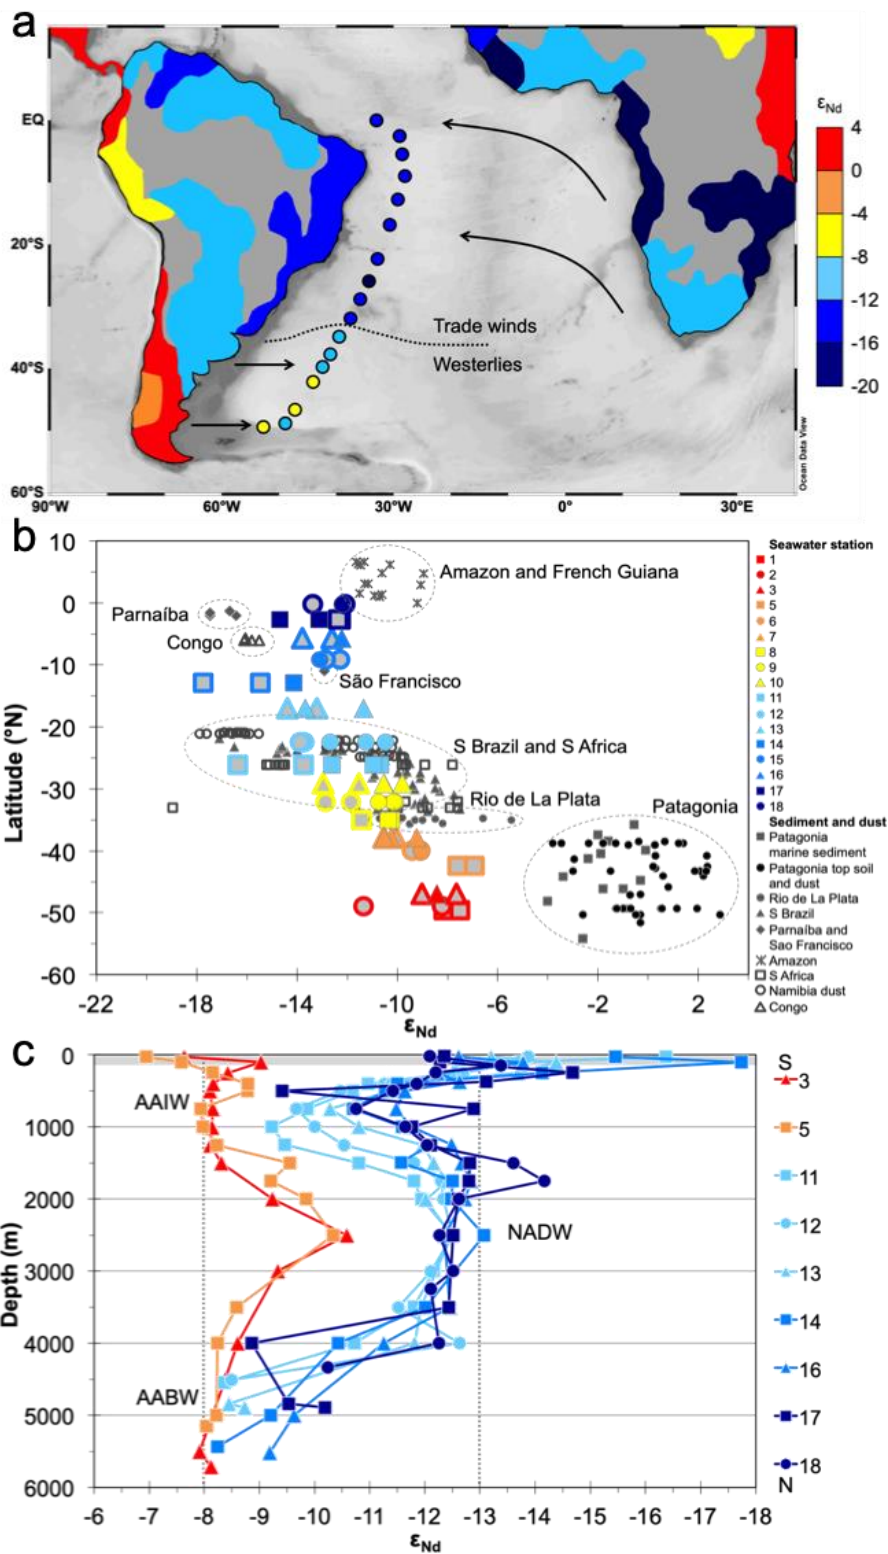 a
εNd
4
0
-4
-8
-12
-16
-20
EQ
20°S
40°S
60°S
Trade winds
Westerlies
Ocean Data View
90°W
60°W
30°W
0°
30°E
b
10
0
-10
-20
-30
-40
-50
-60
Latitude (°N)
Amazon and French Guiana
Parnaíba
Congo
São Francisco
S Brazil and S Africa
Rio de La Plata
Patagonia
-22
-18
-14
-10
-6
-2
2
εNd
Seawater station
1
2
3
5
6
7
8
9
10
11
12
13
14
15
16
17
18
Sediment and dust
Patagonia
marine sediment
Patagonia top soil
and dust
Rio de La Plata
S Brazil
Parnaiba and
Sao Francisco
Amazon
S Africa
Namibia dust
Congo
c
0
1000
2000
3000
4000
5000
6000
Depth (m)
AAIW
NADW
AABW
-6
-7
-8
-9
-10
-11
-12
-13
-14
-15
-16
-17
-18
εNd
S
3
5
11
12
13
14
16
17
18
N